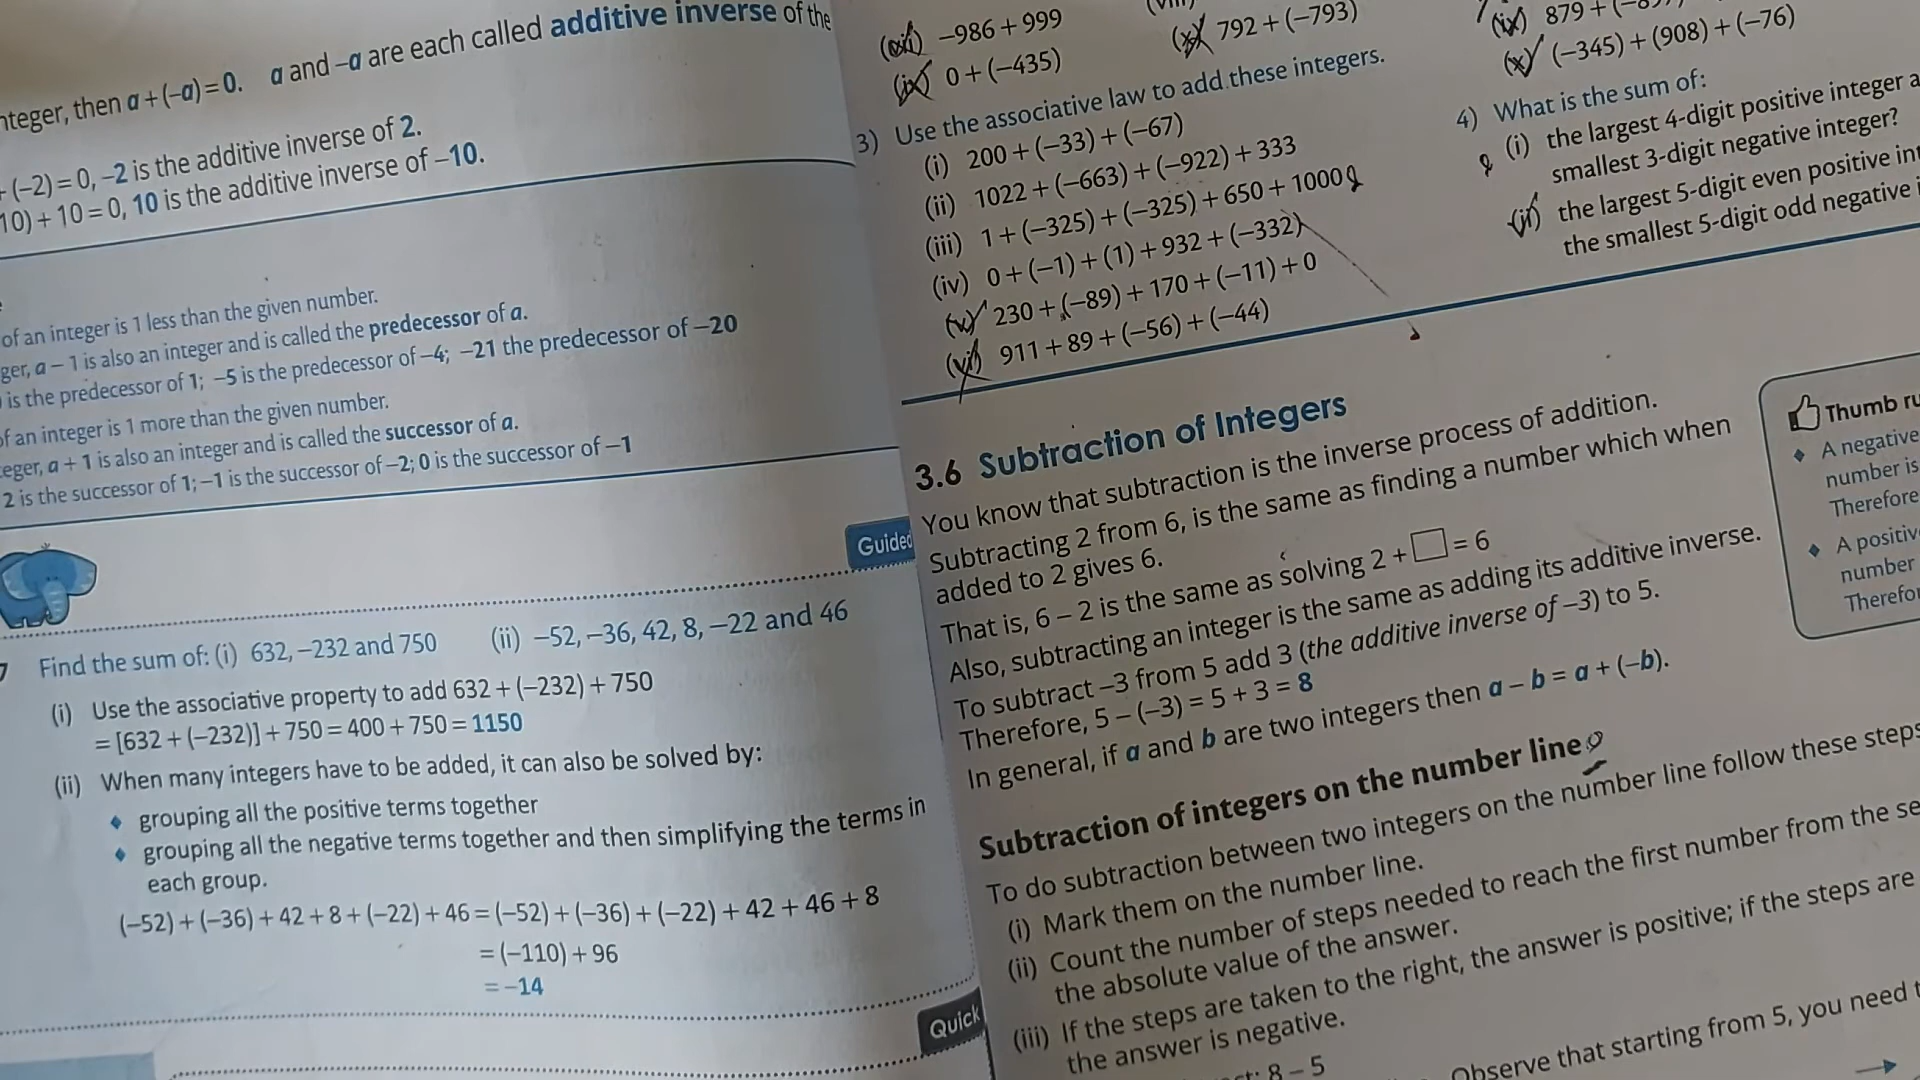 nteger, then a + (–a) = 0. a and –a are each called additive inverse of the
+ (–2) = 0, –2 is the additive inverse of 2.
10) + 10 = 0, 10 is the additive inverse of –10.
of an integer is 1 less than the given number.
ger, a – 1 is also an integer and is called the predecessor of a.
is the predecessor of 1; –5 is the predecessor of –4; –21 the predecessor of –20
of an integer is 1 more than the given number.
eger, a + 1 is also an integer and is called the successor of a.
2 is the successor of 1; –1 is the successor of –2; 0 is the successor of –1
Guided
7 Find the sum of: (i) 632, –232 and 750 (ii) –52, –36, 42, 8, –22 and 46
(i) Use the associative property to add 632 + (–232) + 750
= [632 + (–232)] + 750 = 400 + 750 = 1150
(ii) When many integers have to be added, it can also be solved by:
grouping all the positive terms together
grouping all the negative terms together and then simplifying the terms in
each group.
(–52) + (–36) + 42 + 8 + (–22) + 46 = (–52) + (–36) + (–22) + 42 + 46 + 8
= (–110) + 96
= –14
Quick
–986 + 999
(ix) 0 + (–435)
(x) 792 + (–793)
(ix) 879 +
(x) (–345) + (908) + (–76)
3) Use the associative law to add these integers.
(i) 200 + (–33) + (–67)
(ii) 1022 + (–663) + (–922) + 333
(iii) 1 + (–325) + (–325) + 650 + 1000
(iv) 0 + (–1) + (1) + 932 + (–332)
(v) 230 + (–89) + 170 + (–11) + 0
(vi) 911 + 89 + (–56) + (–44)
4) What is the sum of:
(i) the largest 4-digit positive integer a
smallest 3-digit negative integer?
(ii) the largest 5-digit even positive int
the smallest 5-digit odd negative i
3.6 Subtraction of Integers
You know that subtraction is the inverse process of addition.
Subtracting 2 from 6, is the same as finding a number which when
added to 2 gives 6.
That is, 6 – 2 is the same as solving 2 + □ = 6
Also, subtracting an integer is the same as adding its additive inverse.
To subtract –3 from 5 add 3 (the additive inverse of –3) to 5.
Therefore, 5 – (–3) = 5 + 3 = 8
In general, if a and b are two integers then a – b = a + (–b).
Thumb ru
A negative
number is
Therefore
A positiv
number
Therefor
Subtraction of integers on the number line
To do subtraction between two integers on the number line follow these steps
(i) Mark them on the number line.
(ii) Count the number of steps needed to reach the first number from the se
the absolute value of the answer.
(iii) If the steps are taken to the right, the answer is positive; if the steps are
the answer is negative.
ct: 8 – 5
Observe that starting from 5, you need t